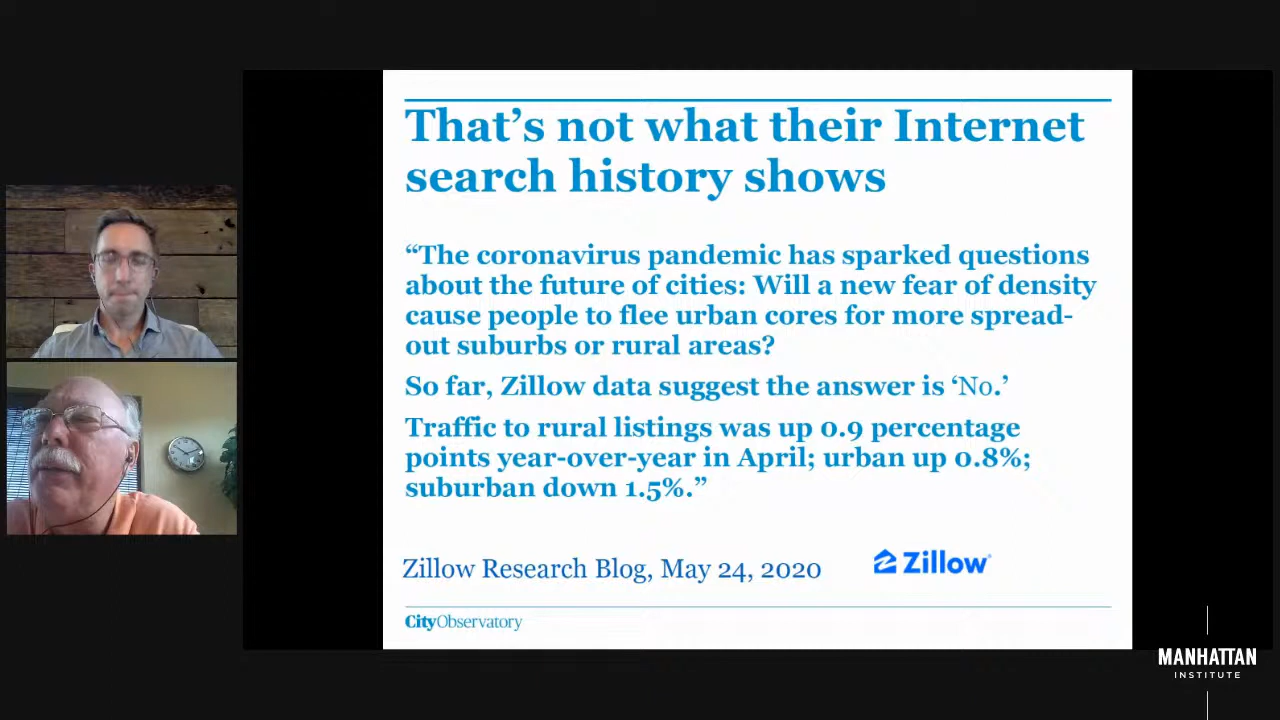 That’s not what their Internet
search history shows
“The coronavirus pandemic has sparked questions
about the future of cities: Will a new fear of density
cause people to flee urban cores for more spread-
out suburbs or rural areas?
So far, Zillow data suggest the answer is ‘No.’
Traffic to rural listings was up 0.9 percentage
points year-over-year in April; urban up 0.8%;
suburban down 1.5%.”
Zillow Research Blog, May 24, 2020
Zillow
CityObservatory
MANHATTAN
INSTITUTE